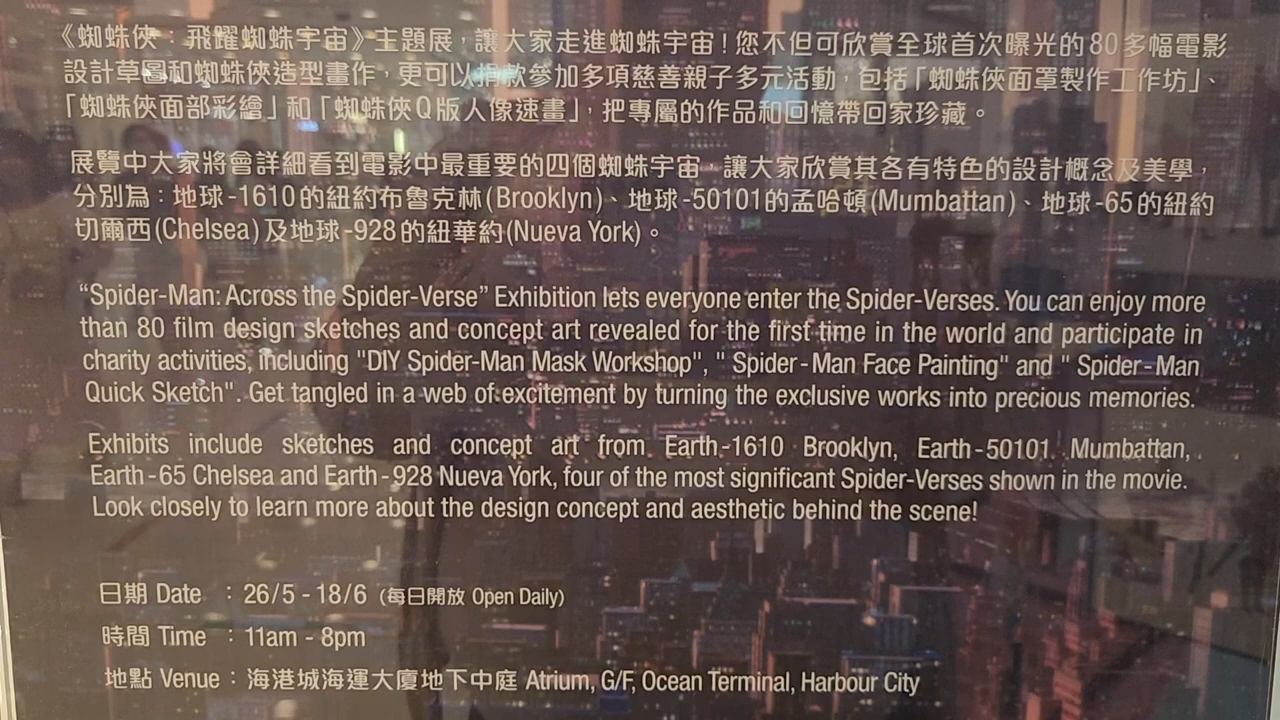 《蜘蛛俠：飛躍蜘蛛宇宙》主題展，讓大家走進蜘蛛宇宙！您不但可欣賞全球首次曝光的80多幅電影
設計草圖和蜘蛛俠造型畫作，更可以捐款參加多項慈善親子多元活動，包括「蜘蛛俠面罩製作工作坊」、
「蜘蛛俠面部彩繪」和「蜘蛛俠Q版人像速畫」，把專屬的作品和回憶帶回家珍藏。
展覽中大家將會詳細看到電影中最重要的四個蜘蛛宇宙，讓大家欣賞其各有特色的設計概念及美學，
分別為：地球-1610的紐約布魯克林(Brooklyn)、地球-50101的孟哈頓(Mumbattan)、地球-65的紐約
切爾西(Chelsea)及地球-928的紐華約(Nueva York)。
“Spider-Man: Across the Spider-Verse” Exhibition lets everyone enter the Spider-Verses. You can enjoy more
than 80 film design sketches and concept art revealed for the first time in the world and participate in
charity activities, including "DIY Spider-Man Mask Workshop", " Spider-Man Face Painting" and " Spider-Man
Quick Sketch". Get tangled in a web of excitement by turning the exclusive works into precious memories.
Exhibits include sketches and concept art from Earth-1610 Brooklyn, Earth-50101 Mumbattan,
Earth-65 Chelsea and Earth-928 Nueva York, four of the most significant Spider-Verses shown in the movie.
Look closely to learn more about the design concept and aesthetic behind the scene!
日期 Date : 26/5 - 18/6 (每日開放 Open Daily)
時間 Time : 11am - 8pm
地點 Venue : 海港城海運大廈地下中庭 Atrium, G/F, Ocean Terminal, Harbour City